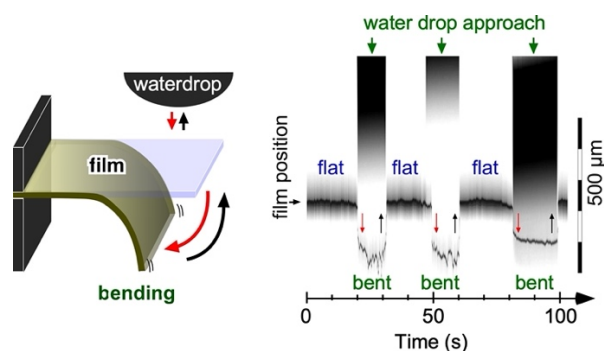 waterdrop
film
bending
water drop approach
flat
flat
flat
film position
500 μm
bent
bent
bent
0
50
100
Time (s)